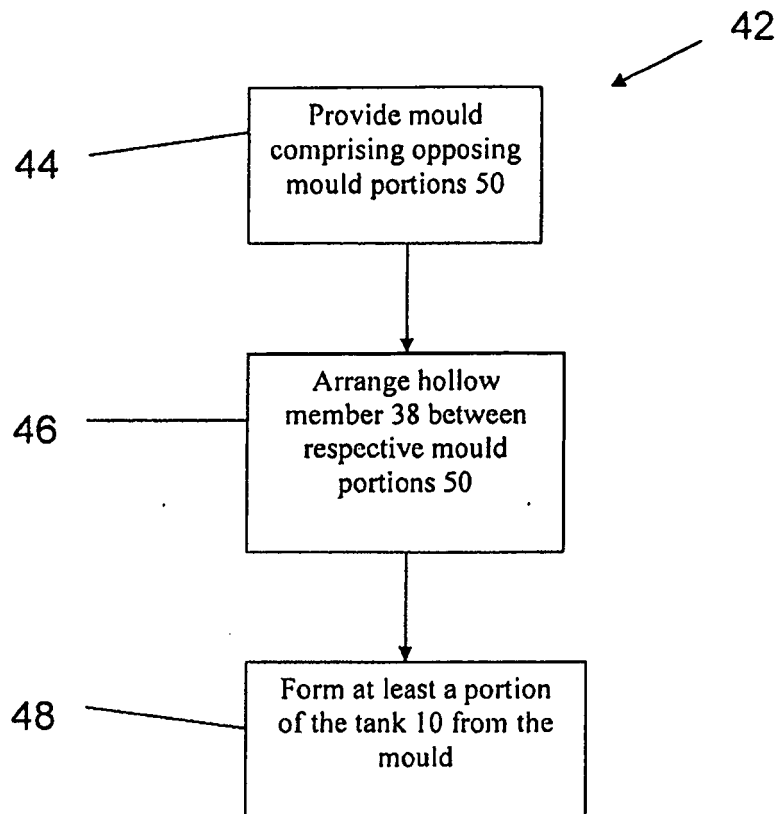 42
44
Provide mould
comprising opposing
mould portions 50
46
Arrange hollow
member 38 between
respective mould
portions 50
48
Form at least a portion
of the tank 10 from the
mould